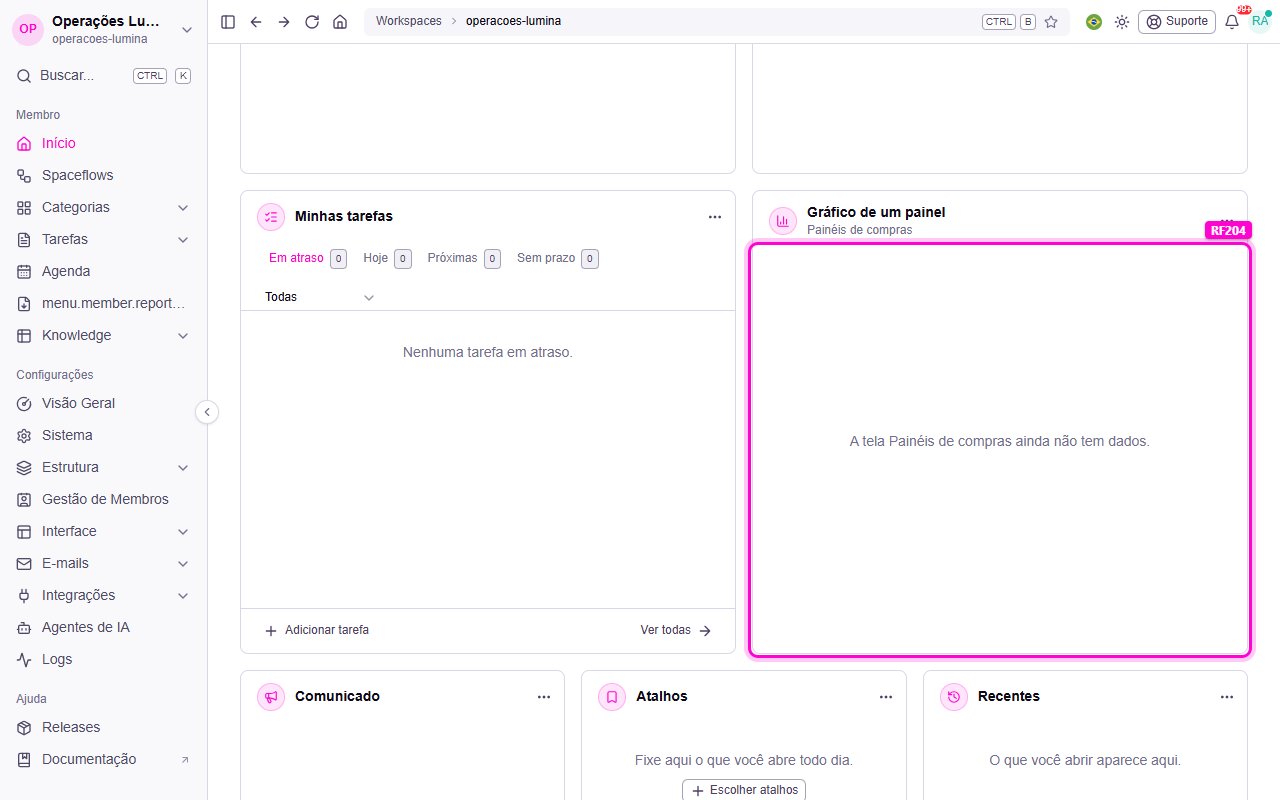 OP
Operações Lu...
operacoes-lumina
Buscar...
CTRL
K
Membro
Início
Spaceflows
Categorias
Tarefas
Agenda
menu.member.report...
Knowledge
Configurações
Visão Geral
Sistema
Estrutura
Gestão de Membros
Interface
E-mails
Integrações
Agentes de IA
Logs
Ajuda
Releases
Documentação
Workspaces
operacoes-lumina
CTRL
B
Suporte
99+
RA
Minhas tarefas
Em atraso 0
Hoje 0
Próximas 0
Sem prazo 0
Todas
Nenhuma tarefa em atraso.
Adicionar tarefa
Ver todas
Gráfico de um painel
Painéis de compras
RF204
A tela Painéis de compras ainda não tem dados.
Comunicado
Atalhos
Fixe aqui o que você abre todo dia.
Escolher atalhos
Recentes
O que você abrir aparece aqui.